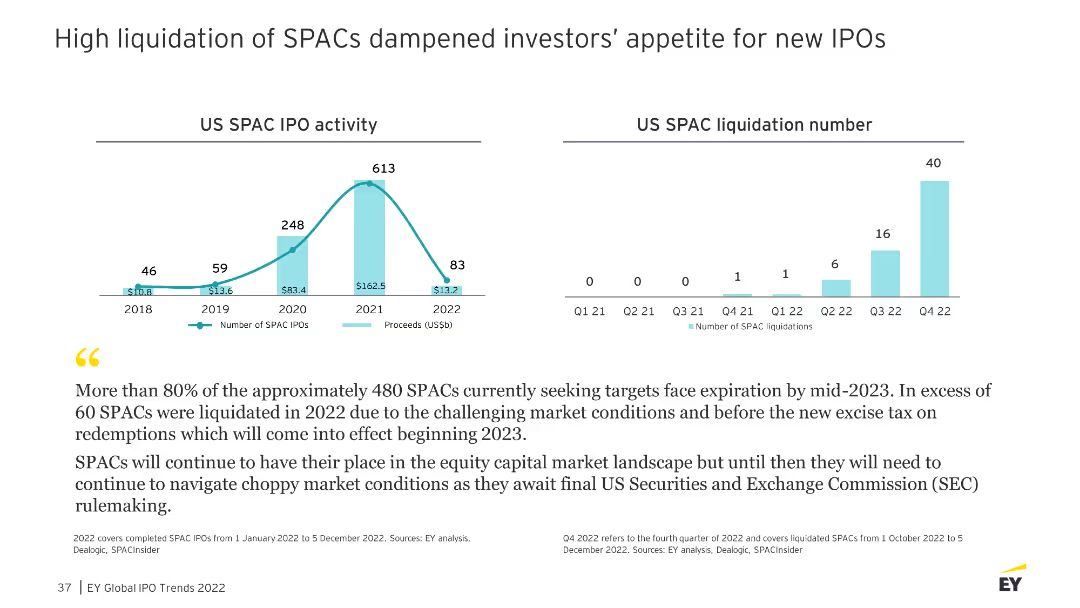 High liquidation of SPACs dampened investors' appetite for new IPOs
US SPAC IPO activity
613
248
46
59
83
$10.8
$13.6
$83.4
$162.5
$13.2
2018 2019 2020 2021 2022
Number of SPAC IPOs Proceeds (US$b)
US SPAC liquidation number
40
16
6
0 0 0 1 1
Q1 21 Q2 21 Q3 21 Q4 21 Q1 22 Q2 22 Q3 22 Q4 22
Number of SPAC liquidations
“
More than 80% of the approximately 480 SPACs currently seeking targets face expiration by mid-2023. In excess of
60 SPACs were liquidated in 2022 due to the challenging market conditions and before the new excise tax on
redemptions which will come into effect beginning 2023.
SPACs will continue to have their place in the equity capital market landscape but until then they will need to
continue to navigate choppy market conditions as they await final US Securities and Exchange Commission (SEC)
rulemaking.
2022 covers completed SPAC IPOs from 1 January 2022 to 5 December 2022. Sources: EY analysis,
Dealogic, SPACInsider
Q4 2022 refers to the fourth quarter of 2022 and covers liquidated SPACs from 1 October 2022 to 5
December 2022. Sources: EY analysis, Dealogic, SPACInsider
37 | EY Global IPO Trends 2022
EY